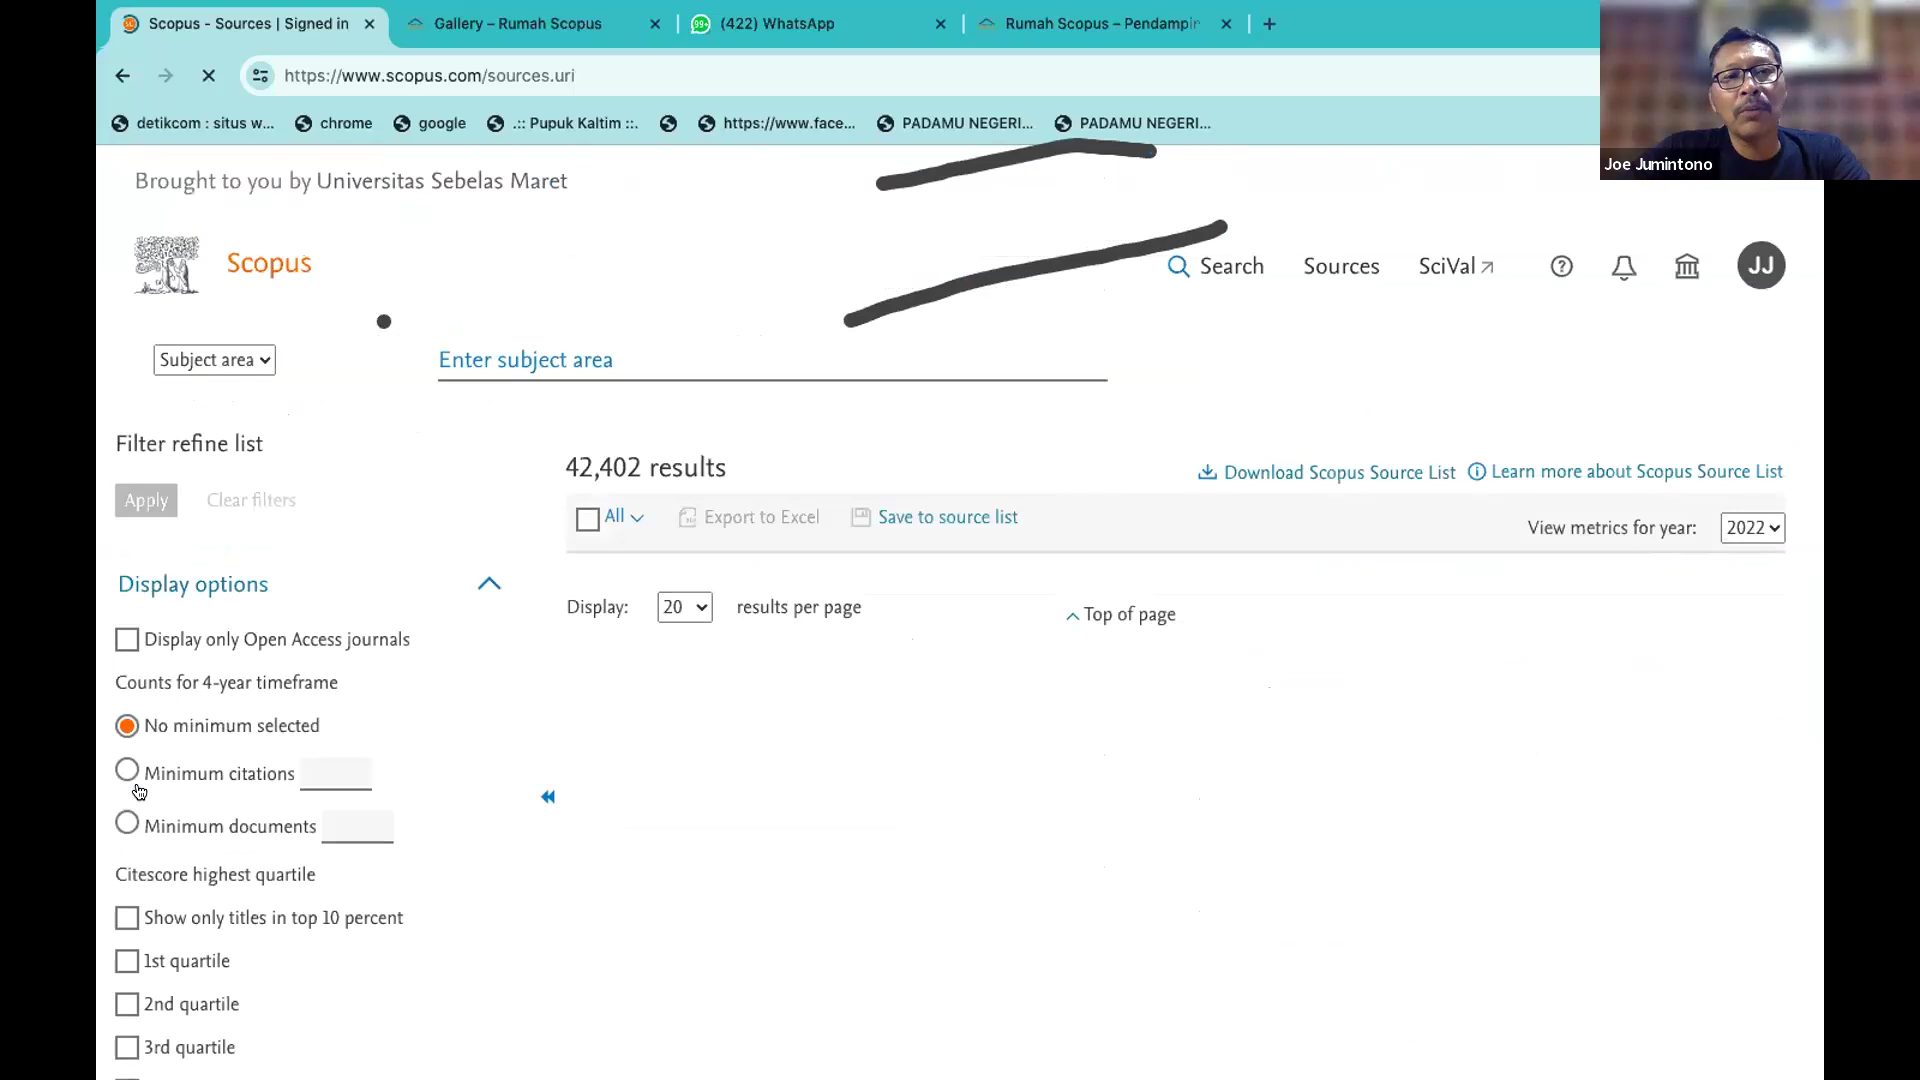 Scopus - Sources | Signed in
Gallery – Rumah Scopus
99+
(422) WhatsApp
Rumah Scopus – Pendampin
https://www.scopus.com/sources.uri
detikcom : situs w...
chrome
google
.:: Pupuk Kaltim ::.
https://www.face...
PADAMU NEGERI...
PADAMU NEGERI...
Joe Jumintono
Brought to you by Universitas Sebelas Maret
Scopus
Search
Sources
SciVal
JJ
Subject area
Enter subject area
Filter refine list
Apply
Clear filters
42,402 results
Download Scopus Source List
Learn more about Scopus Source List
All
Export to Excel
Save to source list
View metrics for year:
2022
Display options
Display:
20
results per page
Top of page
Display only Open Access journals
Counts for 4-year timeframe
No minimum selected
Minimum citations
Minimum documents
Citescore highest quartile
Show only titles in top 10 percent
1st quartile
2nd quartile
3rd quartile